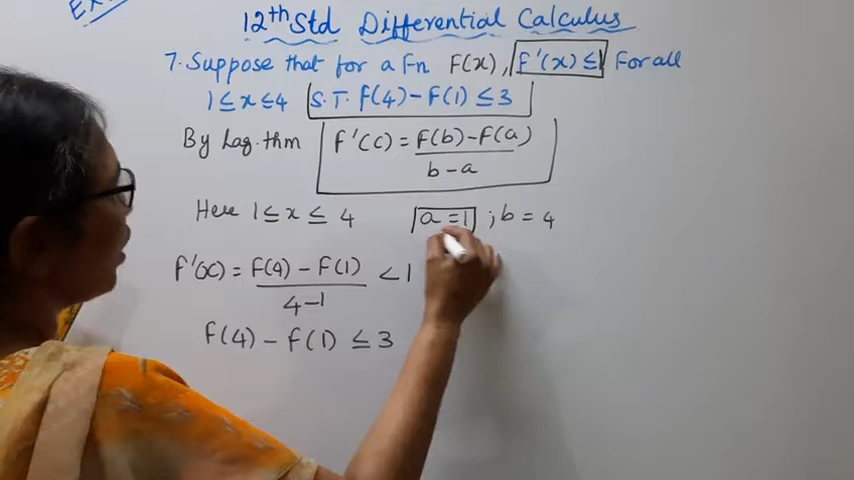 EX
12th Std Differential Calculus
7. Suppose that for a Fn F(x), f'(x) ≤ 1 For all
1 ≤ x ≤ 4 S.T. f(4) - F(1) ≤ 3
By Lag. thm f'(c) = F(b) - F(a) / b - a
Here 1 ≤ x ≤ 4 a = 1 ; b = 4
f'(x) = F(4) - F(1) / 4 - 1 < 1
F(4) - f(1) ≤ 3